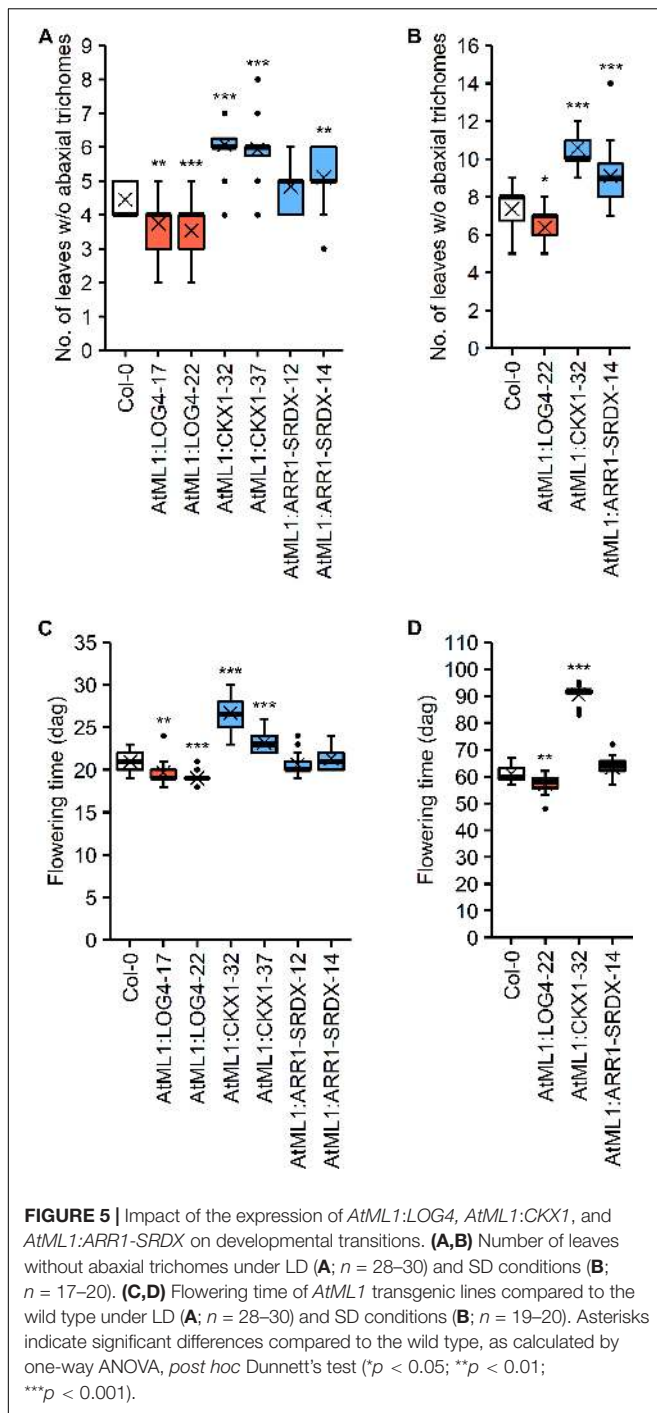 A
No. of leaves w/o abaxial trichomes
9
8
7
6
5
4
3
2
1
0
**
***
***
***
**
Col-0
AtML1:LOG4-17
AtML1:LOG4-22
AtML1:CKX1-32
AtML1:CKX1-37
AtML1:ARR1-SRDX-12
AtML1:ARR1-SRDX-14
B
No. of leaves w/o abaxial trichomes
16
14
12
10
8
6
4
2
0
*
***
***
Col-0
AtML1:LOG4-22
AtML1:CKX1-32
AtML1:ARR1-SRDX-14
C
Flowering time (dag)
35
30
25
20
15
10
5
0
**
***
***
***
Col-0
AtML1:LOG4-17
AtML1:LOG4-22
AtML1:CKX1-32
AtML1:CKX1-37
AtML1:ARR1-SRDX-12
AtML1:ARR1-SRDX-14
D
Flowering time (dag)
110
100
90
80
70
60
50
40
30
20
10
0
**
***
Col-0
AtML1:LOG4-22
AtML1:CKX1-32
AtML1:ARR1-SRDX-14
FIGURE 5 | Impact of the expression of AtML1:LOG4, AtML1:CKX1, and
AtML1:ARR1-SRDX on developmental transitions. (A,B) Number of leaves
without abaxial trichomes under LD (A; n = 28–30) and SD conditions (B;
n = 17–20). (C,D) Flowering time of AtML1 transgenic lines compared to the
wild type under LD (A; n = 28–30) and SD conditions (B; n = 19–20). Asterisks
indicate significant differences compared to the wild type, as calculated by
one-way ANOVA, post hoc Dunnett's test (*p < 0.05; **p < 0.01;
***p < 0.001).